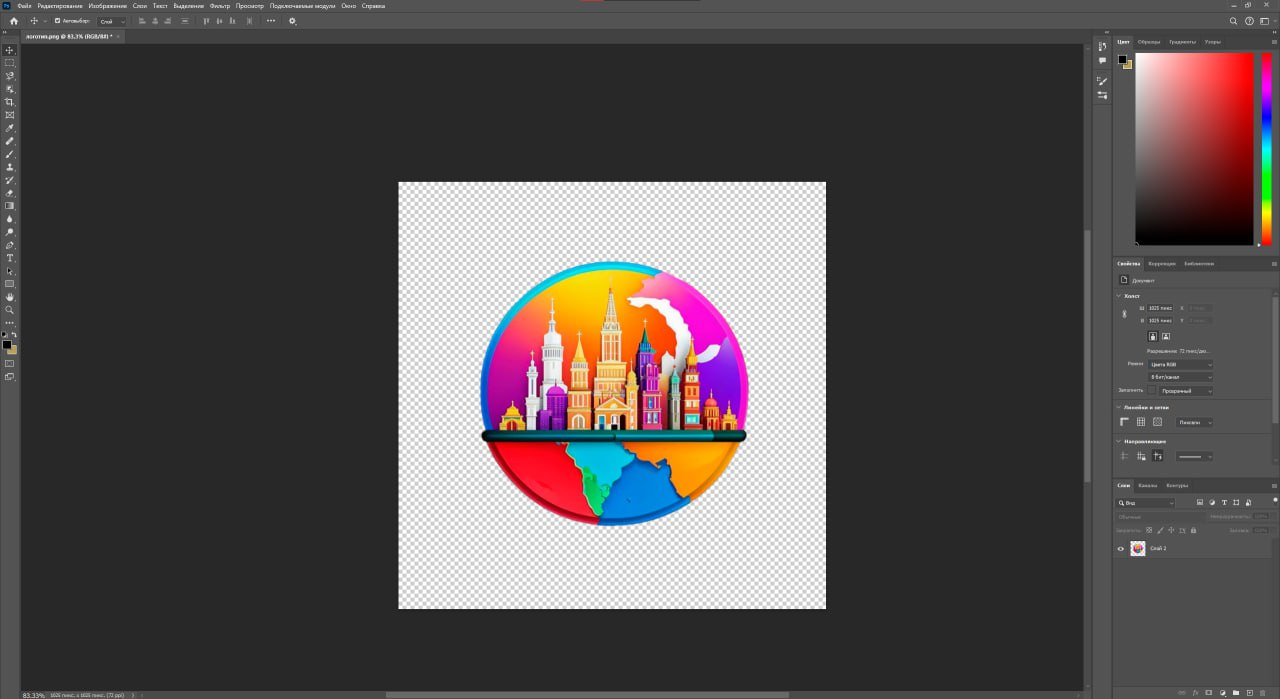 Файл Редактирование Изображение Слои Текст Выделение Фильтр Просмотр Подключаемые модули Окно Справка
Автовыбор: Слой
логотип.png @ 83,3% (RGB/8#) *
Цвет Образцы Градиенты Узоры
Свойства Коррекция Библиотеки
Документ
Холст
Ш 1025 пикс X
В 1025 пикс Y
Разрешение: 72 пикс/дю...
Режим Цвета RGB
8 бит/канал
Заполнить Прозрачный
Линейки и сетки
Пикселы
Направляющие
Слои Каналы Контуры
Вид
Обычные Непрозрачность:
Закрепить: Заливка:
Слой 2
83.33% 1025 пикс. x 1025 пикс. (72 ppi)